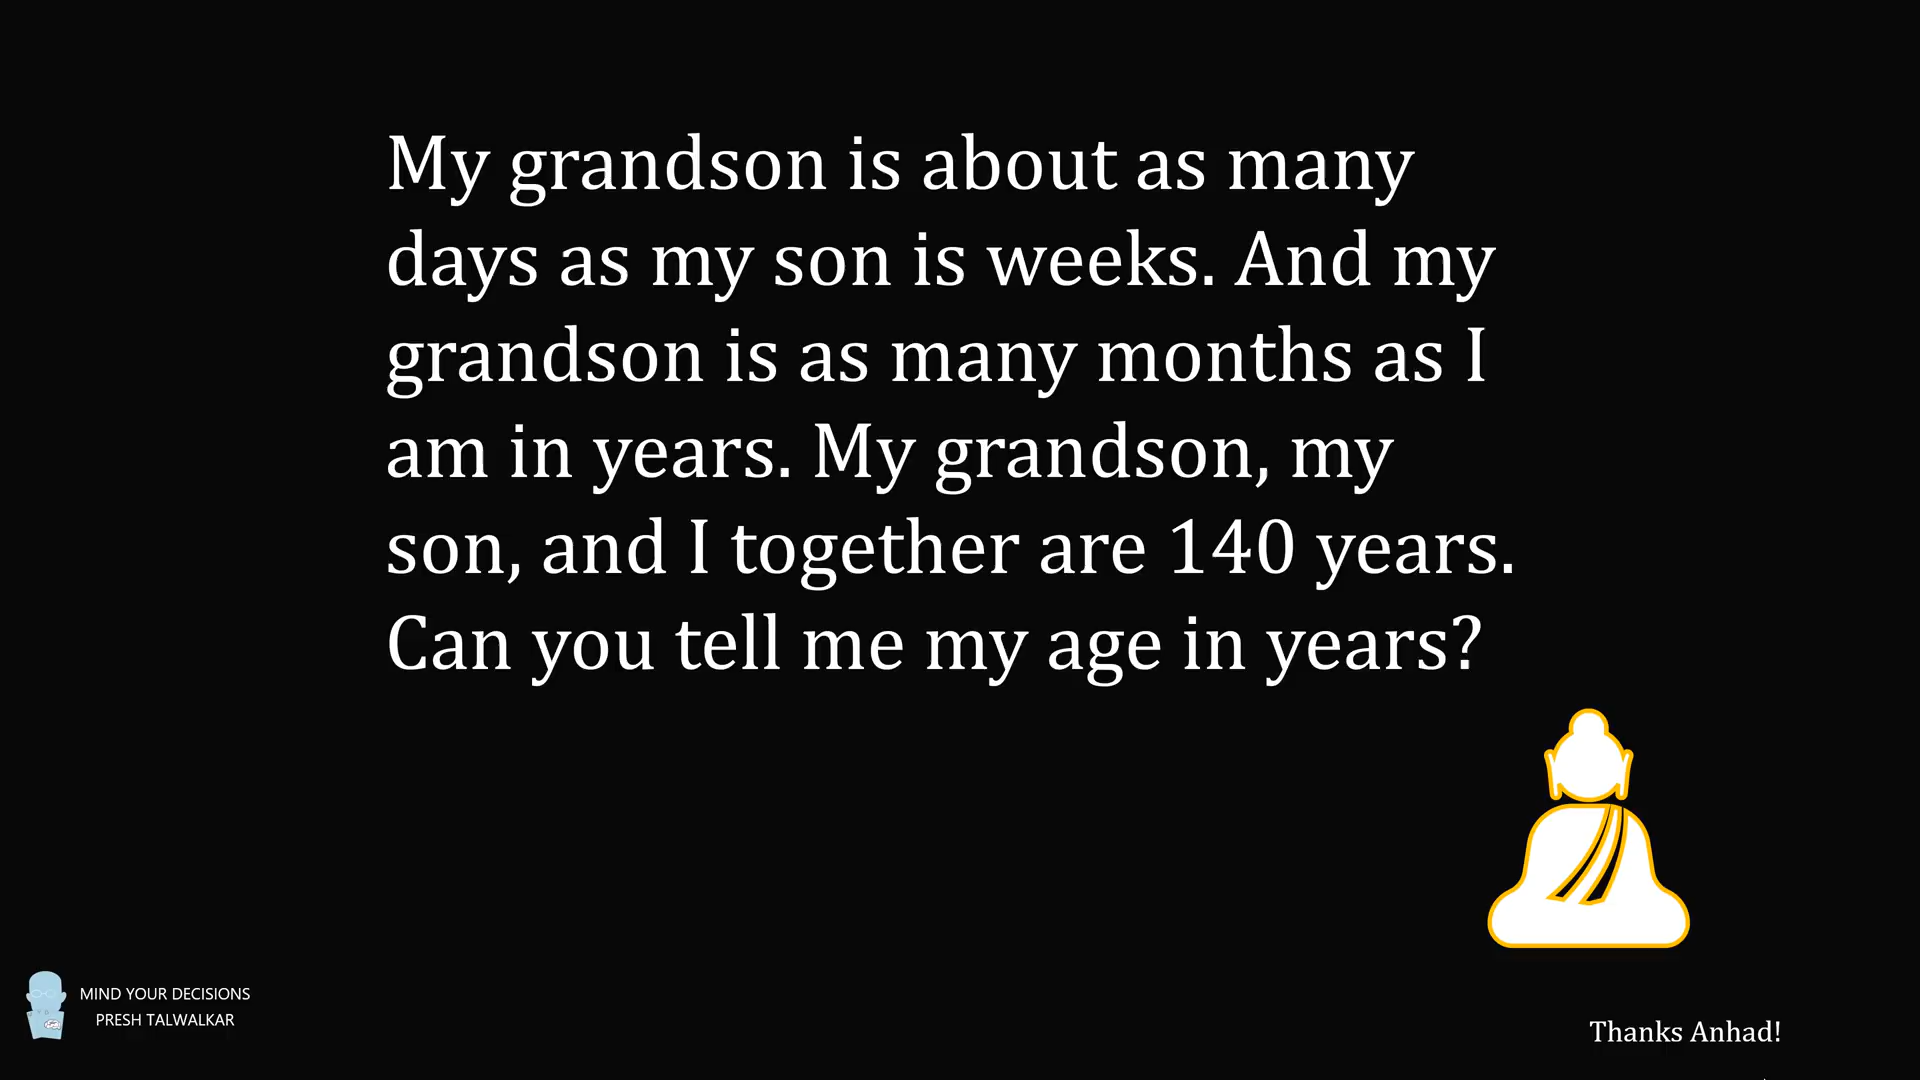 My grandson is about as many
days as my son is weeks. And my
grandson is as many months as I
am in years. My grandson, my
son, and I together are 140 years.
Can you tell me my age in years?
MIND YOUR DECISIONS
PRESH TALWALKAR
Thanks Anhad!